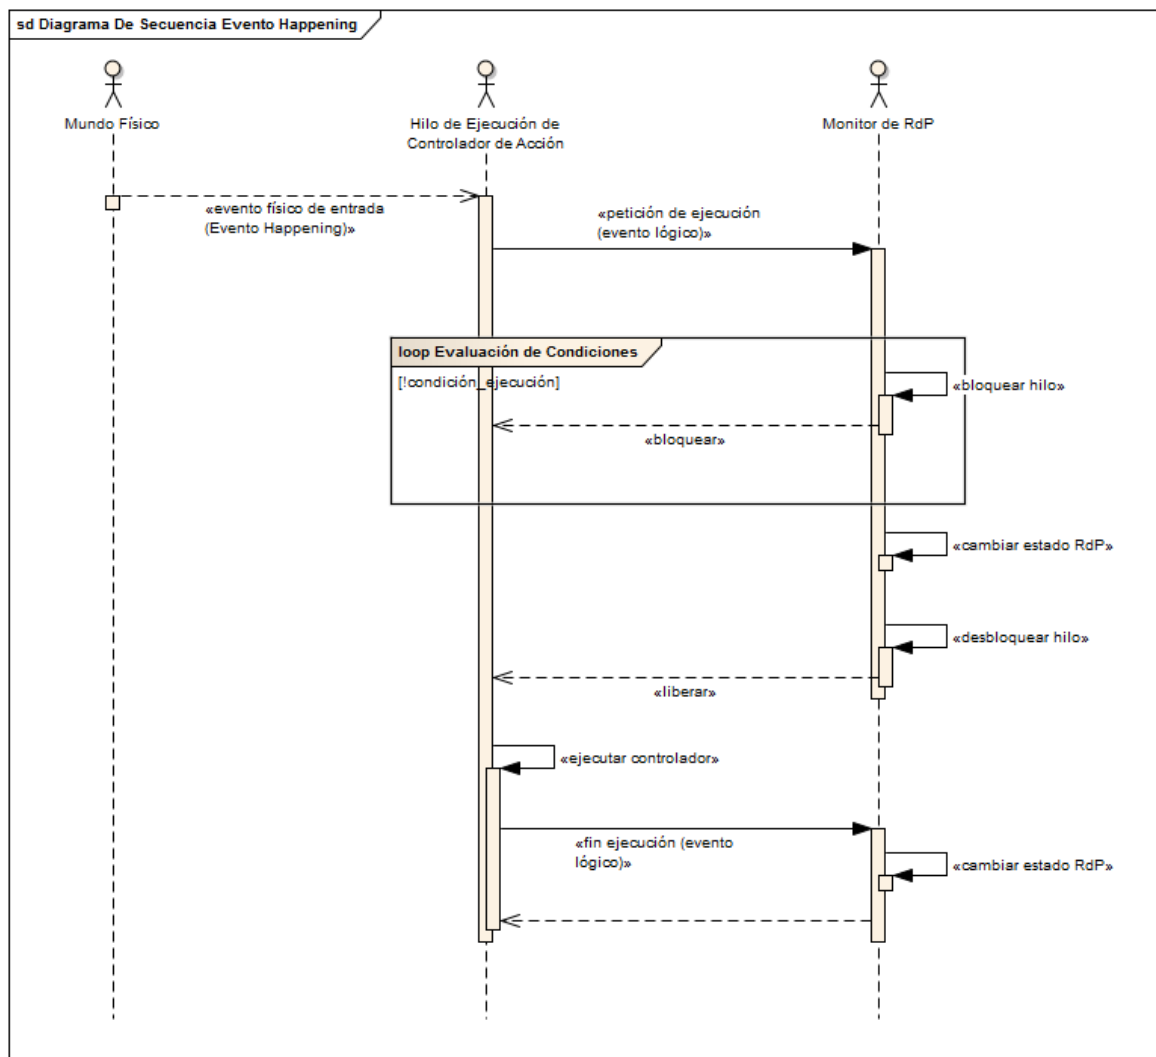 sd Diagrama De Secuencia Evento Happening
Mundo Físico
Hilo de Ejecución de
Controlador de Acción
Monitor de RdP
«evento físico de entrada
(Evento Happening)»
«petición de ejecución
(evento lógico)»
loop Evaluación de Condiciones
[!condición_ejecución]
«bloquear hilo»
«bloquear»
«cambiar estado RdP»
«desbloquear hilo»
«liberar»
«ejecutar controlador»
«fin ejecución (evento
lógico)»
«cambiar estado RdP»